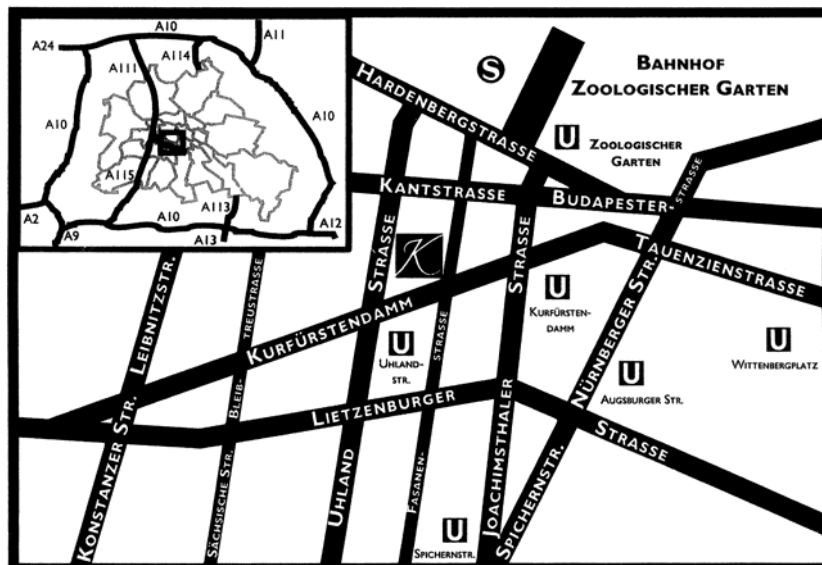 A10
A24
A11
A114
A111
A10
A10
A115
A113
A2
A10
A9
A13
A12
S
BAHNHOF
ZOOLOGISCHER GARTEN
HARDENBERGSTRASSE
U
ZOOLOGISCHER
GARTEN
KANTSTRASSE
BUDAPESTER-
STRASSE
K
TAUENZIENSTRASSE
KURFÜRSTENDAMM
U
KURFÜRSTEN-
DAMM
U
UHLAND-
STR.
U
WITTENBERGPLATZ
U
AUGSBURGER STR.
LIETZENBURGER
STRASSE
KONSTANZER STR.
LEIBNITZSTR.
SÄCHSISCHE STR.
BLEIB-
TREUSTRASSE
UHLAND
STRASSE
FASANEN-
STRASSE
JOACHIMSTHALER
STRASSE
SPICHERNSTR.
NÜRNBERGER STR.
U
SPICHERNSTR.